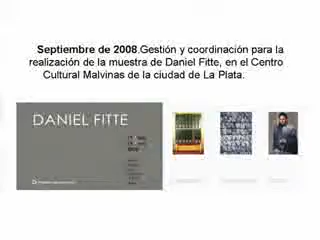 Septiembre de 2008.Gestión y coordinación para la
realización de la muestra de Daniel Fitte, en el Centro
Cultural Malvinas de la ciudad de La Plata.
DANIEL FITTE